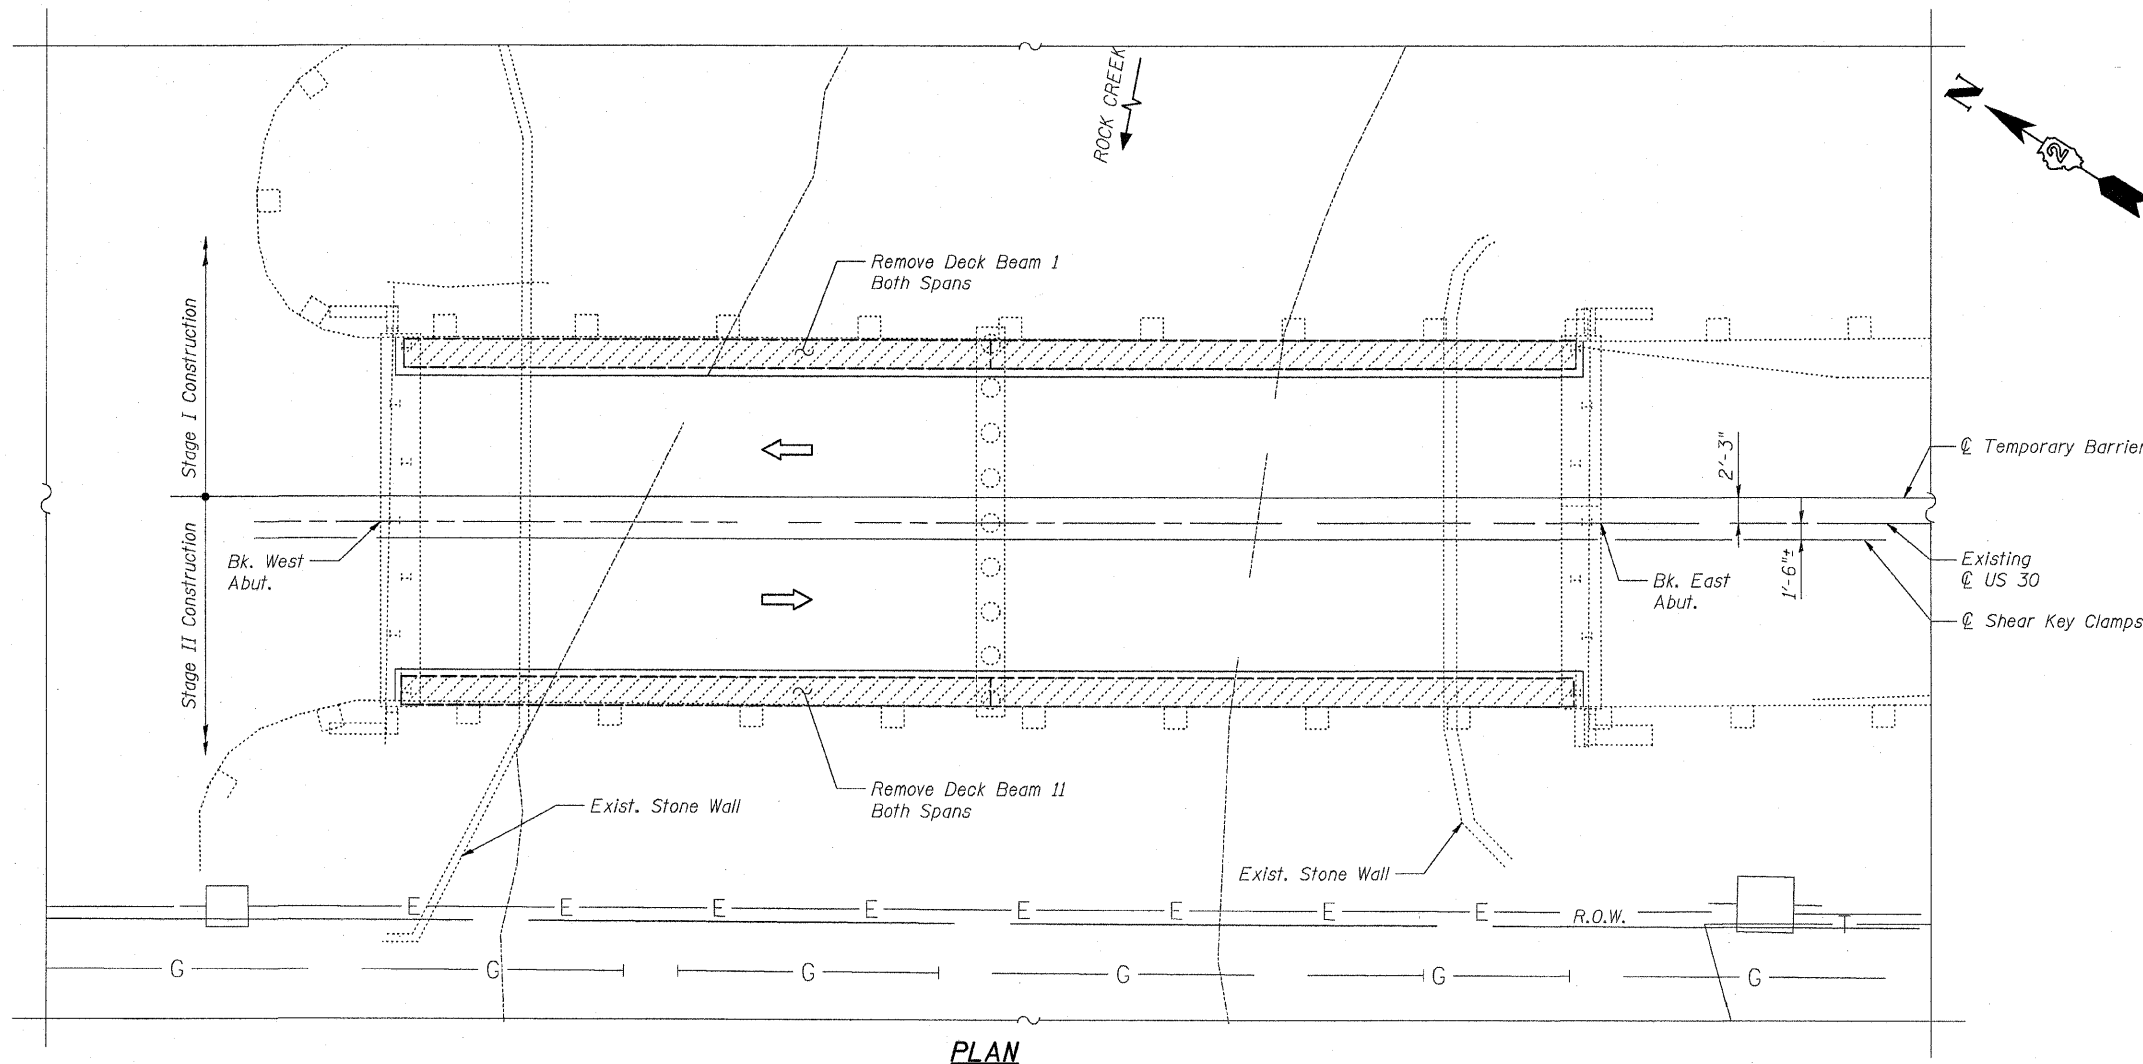 ROCK CREEK
N
2
Remove Deck Beam 1
Both Spans
Stage I Construction
2'-3"
℄ Temporary Barrier
Bk. West
Abut.
Stage II Construction
Bk. East
Abut.
1'-6"±
Existing
℄ US 30
℄ Shear Key Clamps
Remove Deck Beam 11
Both Spans
Exist. Stone Wall
Exist. Stone Wall
E E E E E E E E R.O.W. T
G G G G G G
PLAN